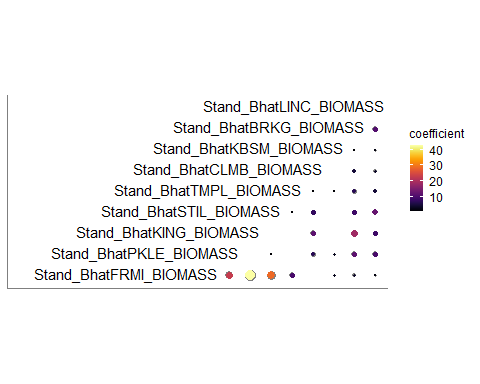 Stand_BhatLINC_BIOMASS
Stand_BhatBRKG_BIOMASS
Stand_BhatKBSM_BIOMASS
Stand_BhatCLMB_BIOMASS
Stand_BhatTMPL_BIOMASS
Stand_BhatSTIL_BIOMASS
Stand_BhatKING_BIOMASS
Stand_BhatPKLE_BIOMASS
Stand_BhatFRMI_BIOMASS
coefficient
40
30
20
10